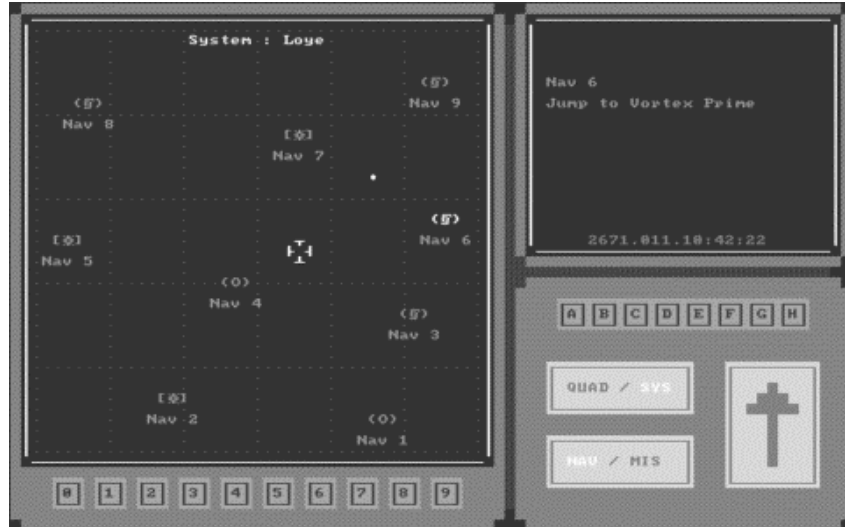 System : Loye
(§)
Nav 9
(§)
Nav 8
[☼]
Nav 7
(§)
Nav 6
[☼]
Nav 5
(O)
Nav 4
(§)
Nav 3
[☼]
Nav 2
(O)
Nav 1
0 1 2 3 4 5 6 7 8 9
Nav 6
Jump to Vortex Prime
2671.011.10:42:22
A B C D E F G H
QUAD / SYS
NAV / MIS